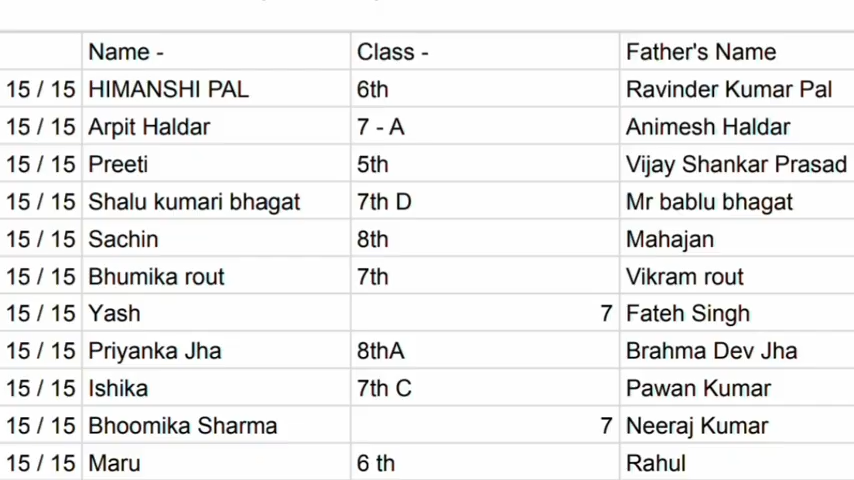 Name - Class - Father's Name
15 / 15 HIMANSHI PAL 6th Ravinder Kumar Pal
15 / 15 Arpit Haldar 7 - A Animesh Haldar
15 / 15 Preeti 5th Vijay Shankar Prasad
15 / 15 Shalu kumari bhagat 7th D Mr bablu bhagat
15 / 15 Sachin 8th Mahajan
15 / 15 Bhumika rout 7th Vikram rout
15 / 15 Yash 7 Fateh Singh
15 / 15 Priyanka Jha 8thA Brahma Dev Jha
15 / 15 Ishika 7th C Pawan Kumar
15 / 15 Bhoomika Sharma 7 Neeraj Kumar
15 / 15 Maru 6 th Rahul